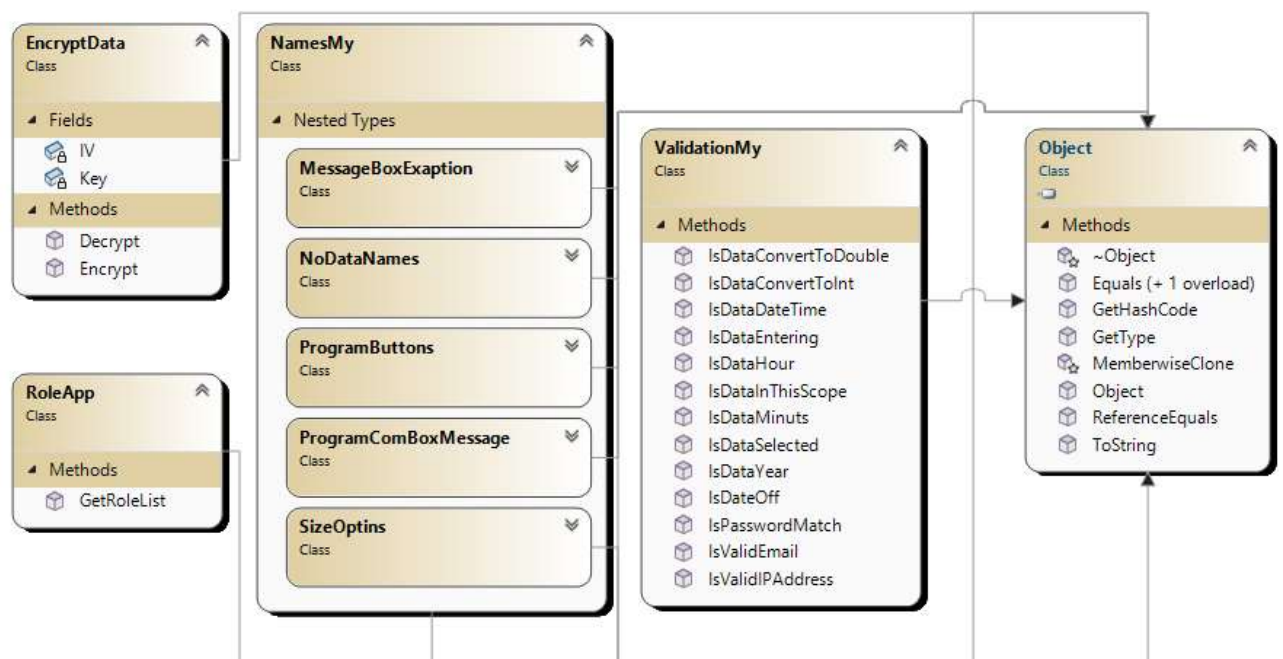 EncryptData
Class
Fields
IV
Key
Methods
Decrypt
Encrypt
RoleApp
Class
Methods
GetRoleList
NamesMy
Class
Nested Types
MessageBoxExaption
Class
NoDataNames
Class
ProgramButtons
Class
ProgramComBoxMessage
Class
SizeOptins
Class
ValidationMy
Class
Methods
IsDataConvertToDouble
IsDataConvertToInt
IsDataDateTime
IsDataEntering
IsDataHour
IsDataInThisScope
IsDataMinuts
IsDataSelected
IsDataYear
IsDateOff
IsPasswordMatch
IsValidEmail
IsValidIPAddress
Object
Class
Methods
~Object
Equals (+ 1 overload)
GetHashCode
GetType
MemberwiseClone
Object
ReferenceEquals
ToString